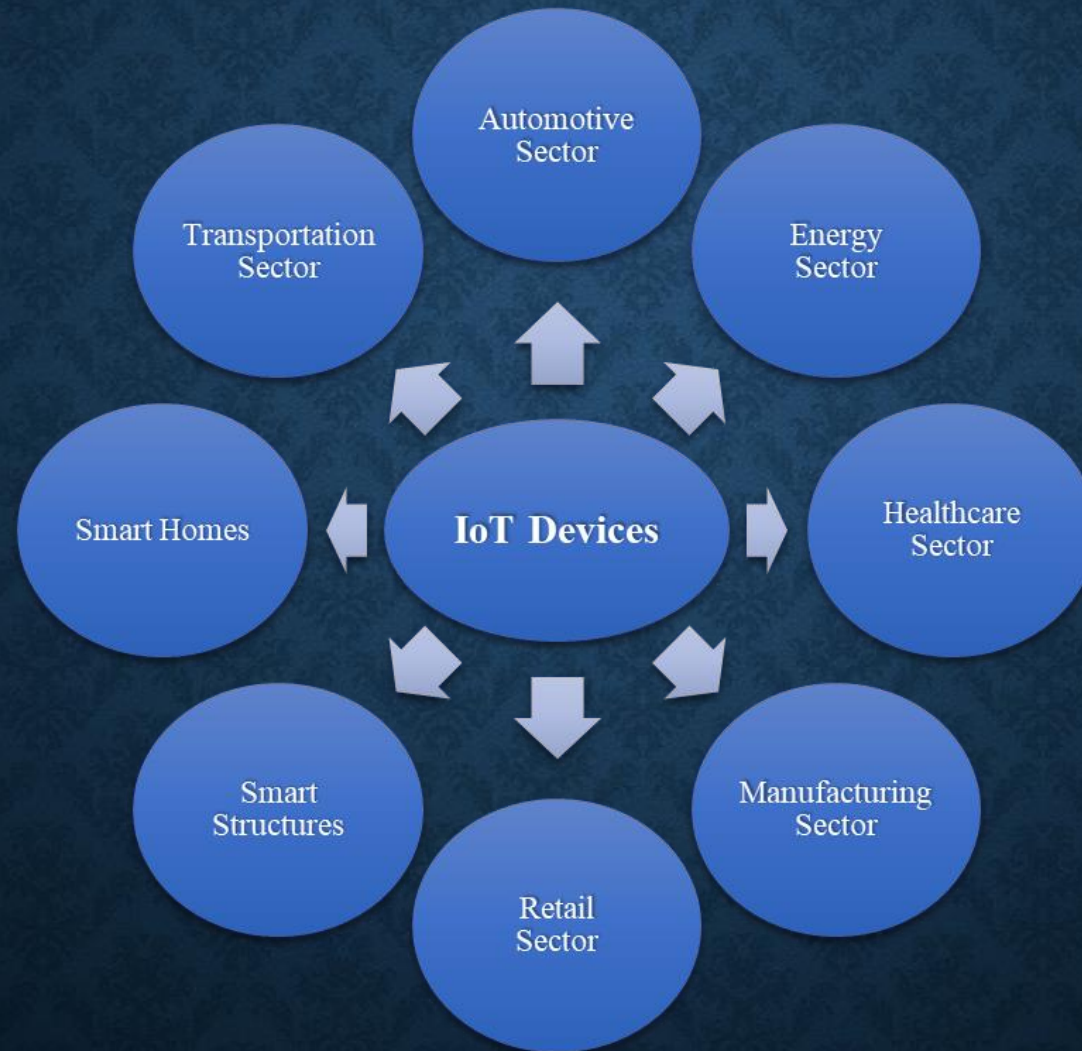 Automotive
Sector
Transportation
Sector
Energy
Sector
Smart Homes
IoT Devices
Healthcare
Sector
Smart
Structures
Manufacturing
Sector
Retail
Sector